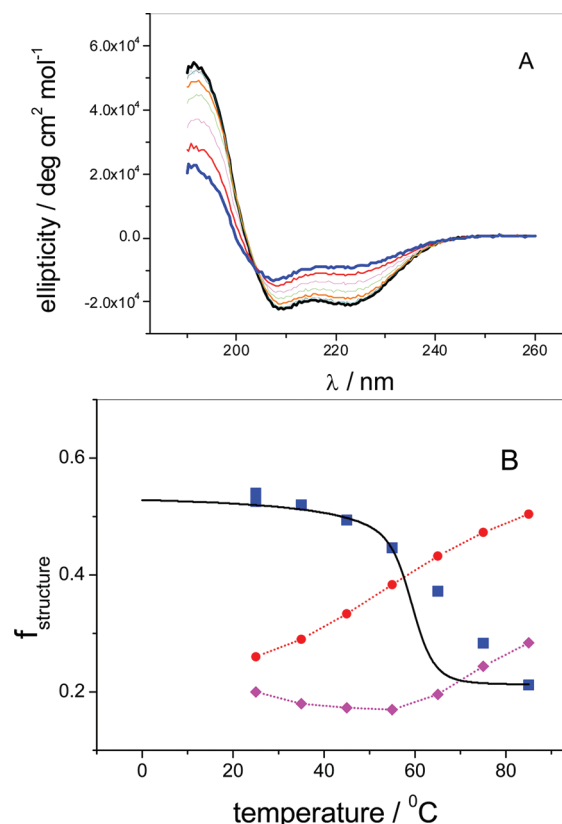 A
6.0x10⁴
4.0x10⁴
2.0x10⁴
0.0
-2.0x10⁴
ellipticity / deg cm² mol⁻¹
200 220 240 260
λ / nm
B
0.6
0.4
0.2
f structure
0 20 40 60 80
temperature / ⁰C